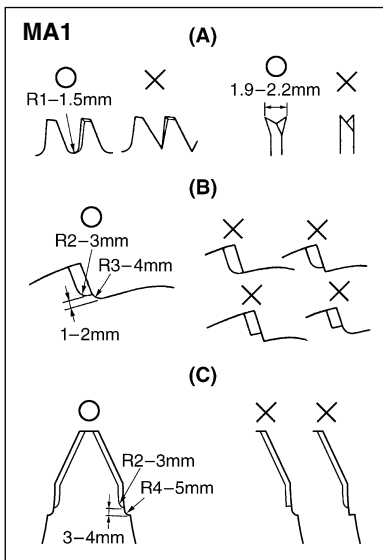 MA1
(A)
R1–1.5mm
1.9–2.2mm
(B)
R2–3mm
R3–4mm
1–2mm
(C)
R2–3mm
R4–5mm
3–4mm